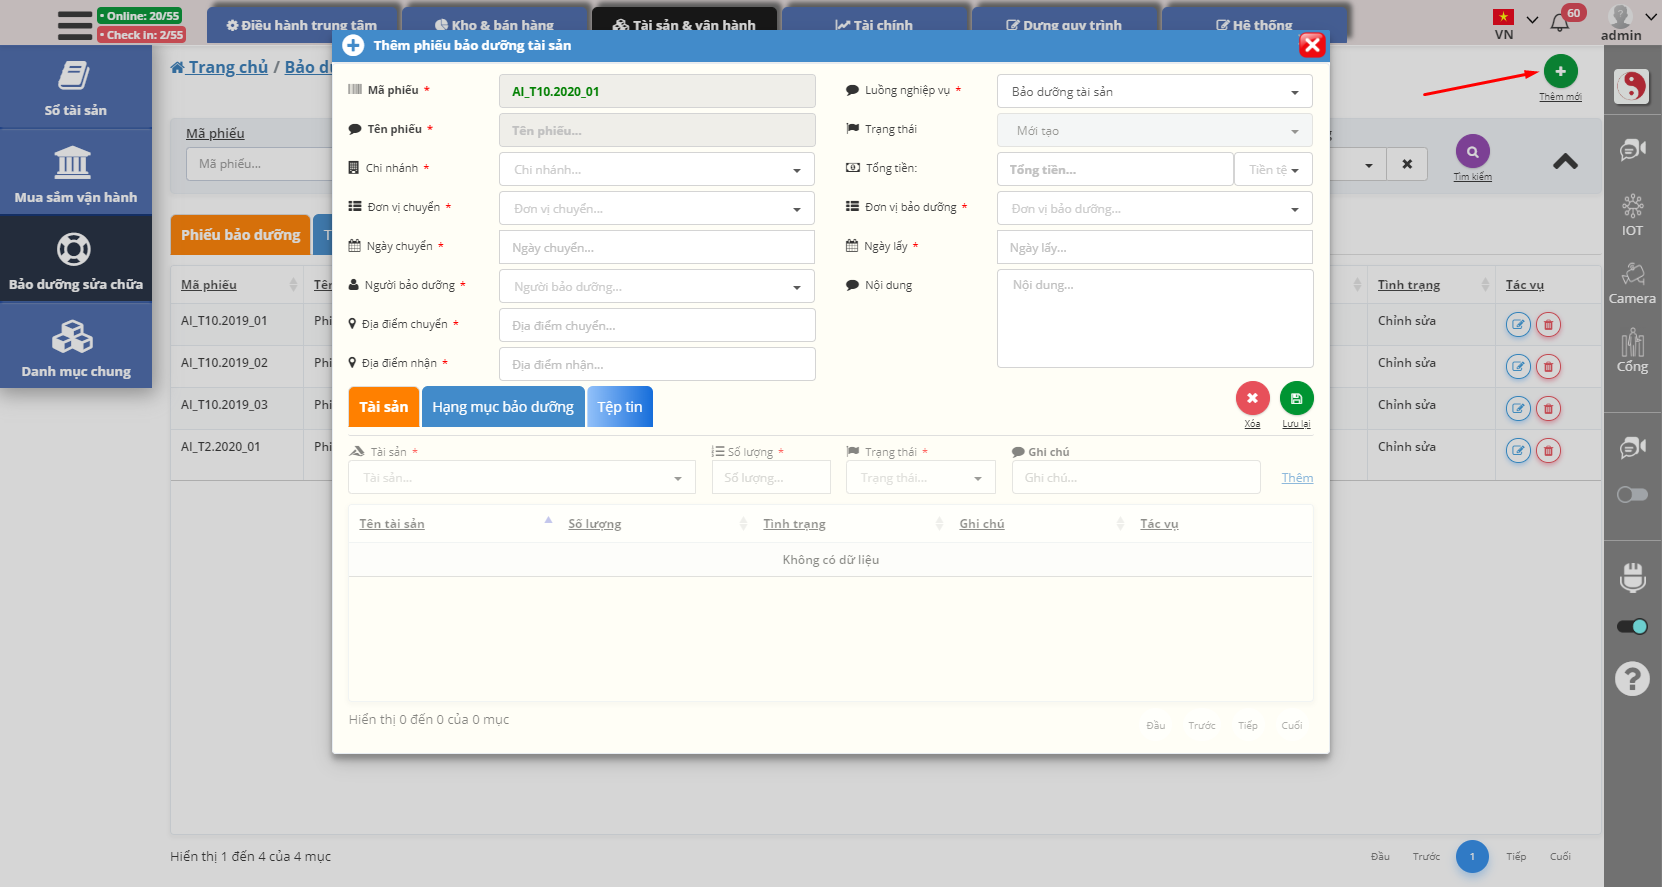 Online: 20/55
Check in: 2/55
Điều hành trung tâm
Kho & bán hàng
Tài sản & vận hành
Tài chính
Dựng quy trình
Hệ thống
VN
60
admin
Sổ tài sản
Mua sắm vận hành
Bảo dưỡng sửa chữa
Danh mục chung
Trang chủ / Bảo
Thêm mới
Mã phiếu
Mã phiếu...
Tìm kiếm
Phiếu bảo dưỡng
T
Mã phiếu
Tình trạng
Tác vụ
AI_T10.2019_01
Phi
Chỉnh sửa
AI_T10.2019_02
Phi
Chỉnh sửa
AI_T10.2019_03
Phi
Chỉnh sửa
AI_T2.2020_01
Phi
Chỉnh sửa
Hiển thị 1 đến 4 của 4 mục
Đầu
Trước
1
Tiếp
Cuối
Thêm phiếu bảo dưỡng tài sản
Mã phiếu *
AI_T10.2020_01
Luồng nghiệp vụ *
Bảo dưỡng tài sản
Tên phiếu *
Tên phiếu...
Trạng thái
Mới tạo
Chi nhánh *
Chi nhánh...
Tổng tiền:
Tổng tiền...
Tiền tệ
Đơn vị chuyển *
Đơn vị chuyển...
Đơn vị bảo dưỡng *
Đơn vị bảo dưỡng...
Ngày chuyển *
Ngày chuyển...
Ngày lấy *
Ngày lấy...
Người bảo dưỡng *
Người bảo dưỡng...
Nội dung
Nội dung...
Địa điểm chuyển *
Địa điểm chuyển...
Địa điểm nhận *
Địa điểm nhận...
Tài sản
Hạng mục bảo dưỡng
Tệp tin
Xóa
Lưu lại
Tài sản *
Tài sản...
Số lượng *
Số lượng...
Trạng thái *
Trạng thái...
Ghi chú
Ghi chú...
Thêm
Tên tài sản
Số lượng
Tình trạng
Ghi chú
Tác vụ
Không có dữ liệu
Hiển thị 0 đến 0 của 0 mục
Đầu
Trước
Tiếp
Cuối
IOT
Camera
Cổng